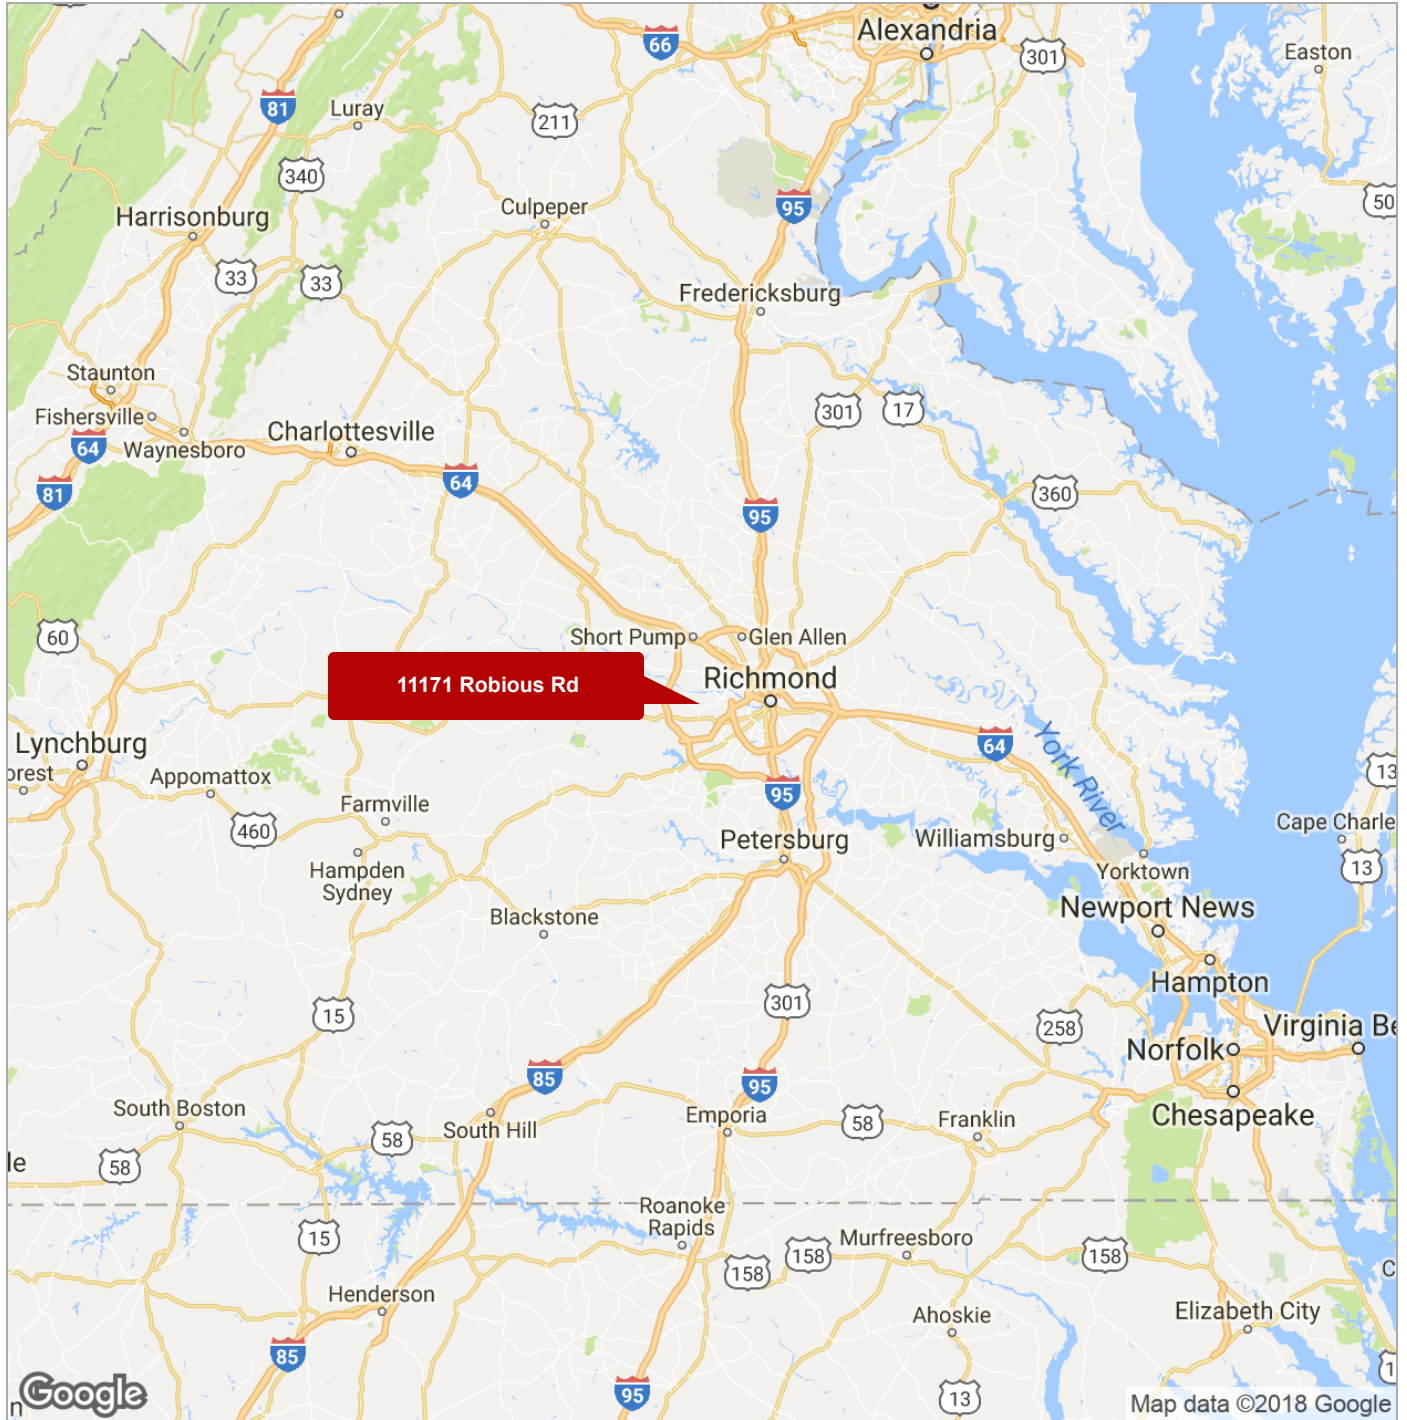 Alexandria
66
301
Easton
81
Luray
211
340
50
95
Culpeper
Harrisonburg
33
33
Fredericksburg
Staunton
301
17
Fishersville
64
Waynesboro
Charlottesville
64
81
360
95
60
Short Pump
Glen Allen
11171 Robious Rd
Richmond
Lynchburg
64
York River
orest
Appomattox
13
95
Farmville
460
Petersburg
Williamsburg
Cape Charle
13
Hampden
Sydney
Yorktown
Blackstone
Newport News
Hampton
15
301
258
Virginia Be
Norfolk
85
95
South Boston
South Hill
58
Emporia
58
Franklin
Chesapeake
le
58
Roanoke
Rapids
15
Murfreesboro
158
158
158
C
Henderson
Ahoskie
Elizabeth City
85
95
13
1
Google
n
Map data ©2018 Google